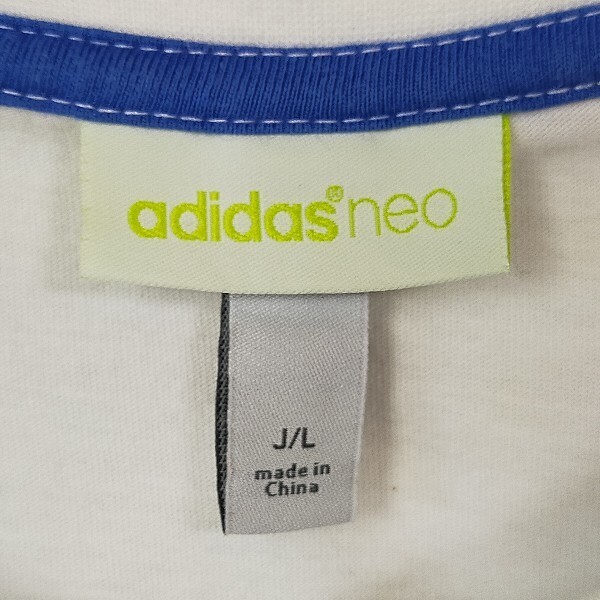 adidas® neo
J/L
made in
China